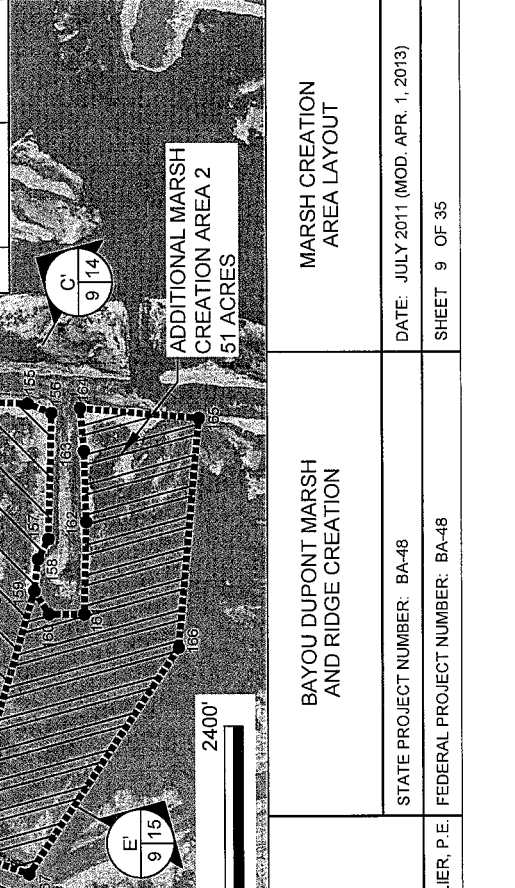 ADDITIONAL MARSH
CREATION AREA 2
51 ACRES
C'
9 14
155
156
164
163
162
157
158
159
160
161
165
166
E'
9 15
2400'
BAYOU DUPONT MARSH
AND RIDGE CREATION
MARSH CREATION
AREA LAYOUT
STATE PROJECT NUMBER: BA-48
DATE: JULY 2011 (MOD. APR. 1, 2013)
IER, P.E.
FEDERAL PROJECT NUMBER: BA-48
SHEET 9 OF 35